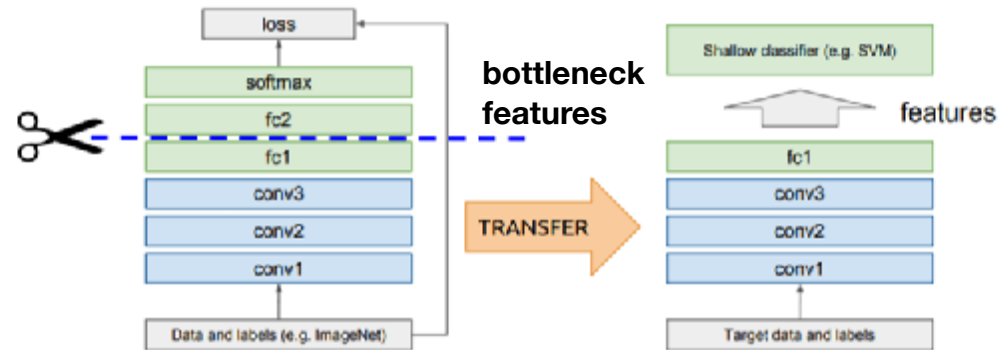 loss
softmax
fc2
fc1
conv3
conv2
conv1
Data and labels (e.g. ImageNet)
bottleneck
features
TRANSFER
Shallow classifier (e.g. SVM)
features
fc1
conv3
conv2
conv1
Target data and labels